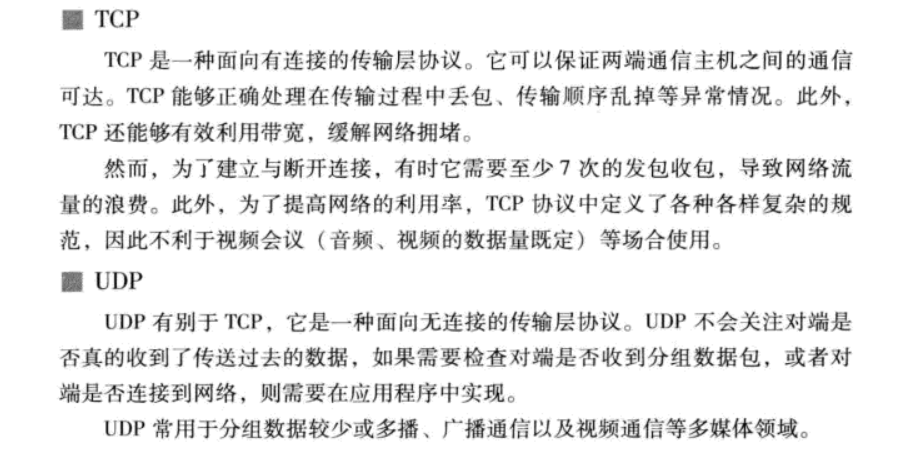 TCP
TCP 是一种面向有连接的传输层协议。它可以保证两端通信主机之间的通信
可达。TCP 能够正确处理在传输过程中丢包、传输顺序乱掉等异常情况。此外，
TCP 还能够有效利用带宽，缓解网络拥堵。
然而，为了建立与断开连接，有时它需要至少 7 次的发包收包，导致网络流
量的浪费。此外，为了提高网络的利用率，TCP 协议中定义了各种各样复杂的规
范，因此不利于视频会议（音频、视频的数据量既定）等场合使用。
UDP
UDP 有别于 TCP，它是一种面向无连接的传输层协议。UDP 不会关注对端是
否真的收到了传送过去的数据，如果需要检查对端是否收到分组数据包，或者对
端是否连接到网络，则需要在应用程序中实现。
UDP 常用于分组数据较少或多播、广播通信以及视频通信等多媒体领域。